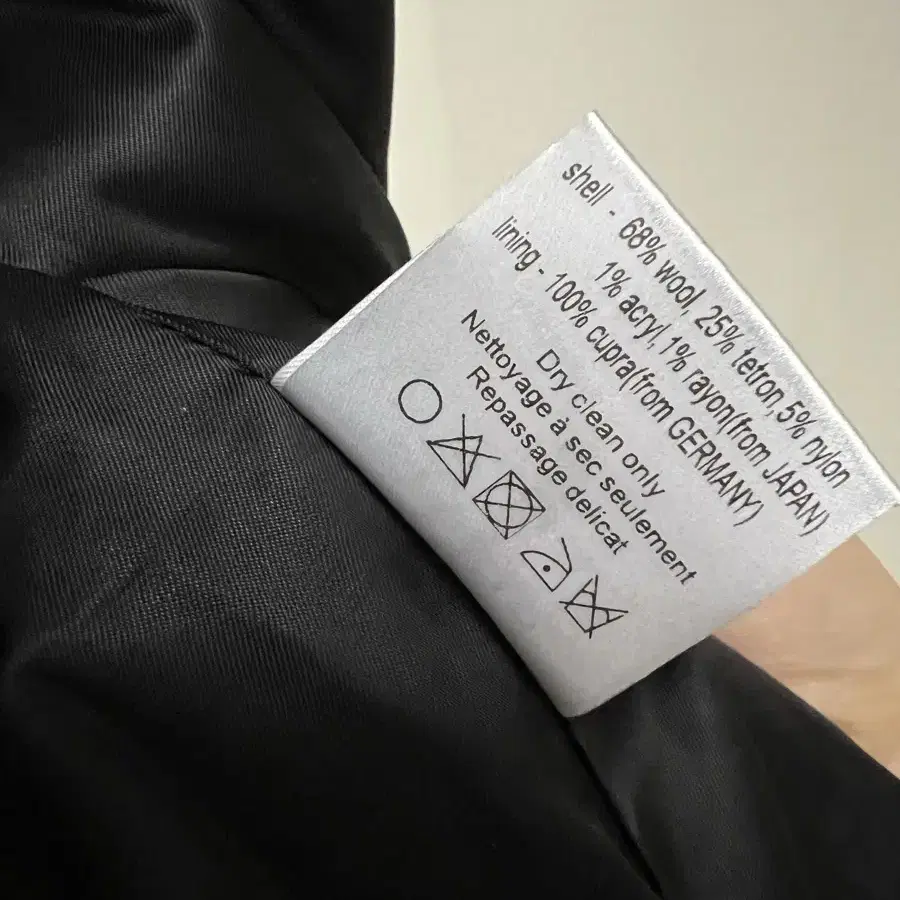 shell - 68% wool, 25% tetron, 5% nylon
1% acryl, 1% rayon(from JAPAN)
lining - 100% cupra(from GERMANY)
Dry clean only
Nettoyage à sec seulement
Repassage delicat